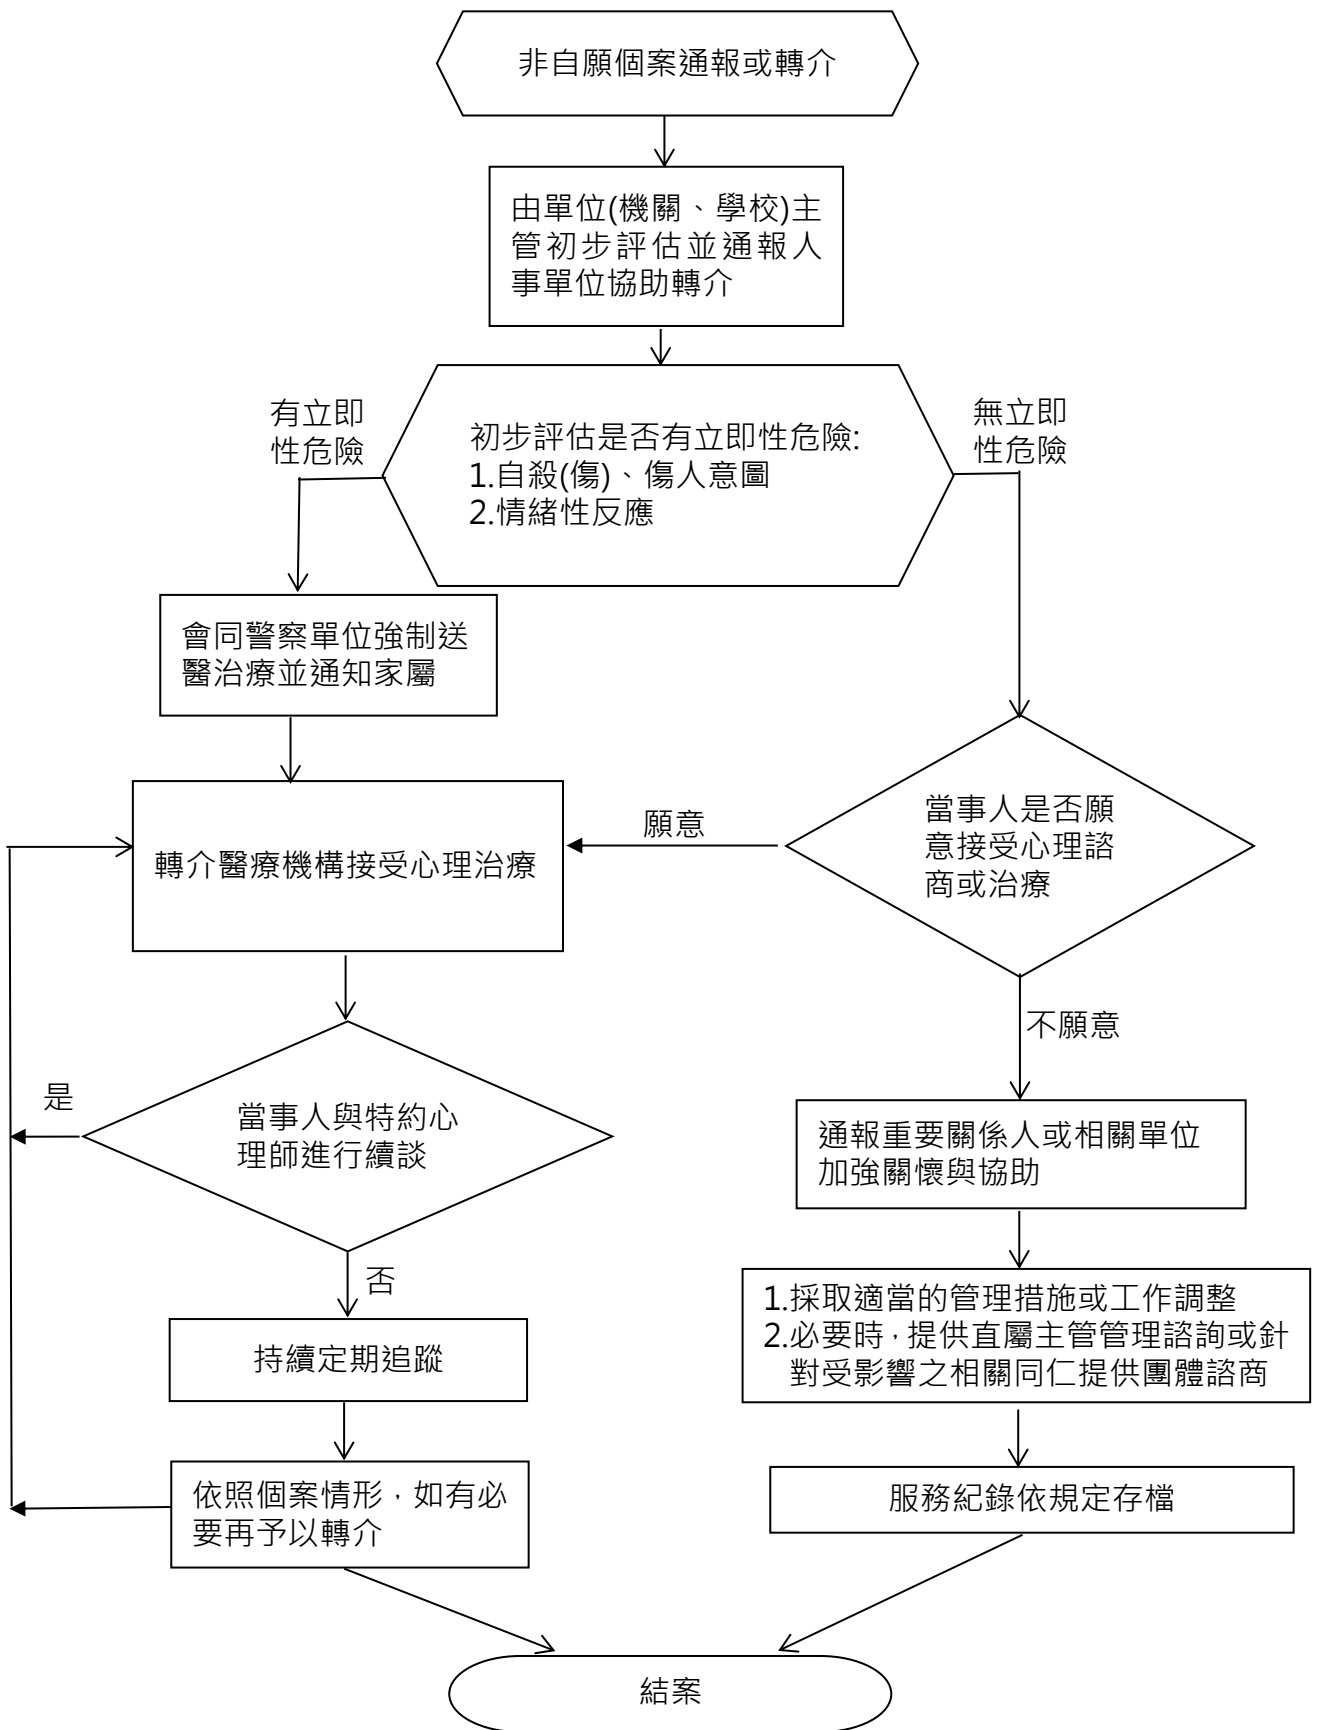 非自願個案通報或轉介
由單位(機關、學校)主
管初步評估並通報人
事單位協助轉介
有立即
性危險
初步評估是否有立即性危險:
1.自殺(傷)、傷人意圖
2.情緒性反應
無立即
性危險
會同警察單位強制送
醫治療並通知家屬
當事人是否願
意接受心理諮
商或治療
願意
轉介醫療機構接受心理治療
不願意
是
當事人與特約心
理師進行續談
通報重要關係人或相關單位
加強關懷與協助
否
1.採取適當的管理措施或工作調整
2.必要時，提供直屬主管管理諮詢或針
對受影響之相關同仁提供團體諮商
持續定期追蹤
依照個案情形，如有必
要再予以轉介
服務紀錄依規定存檔
結案